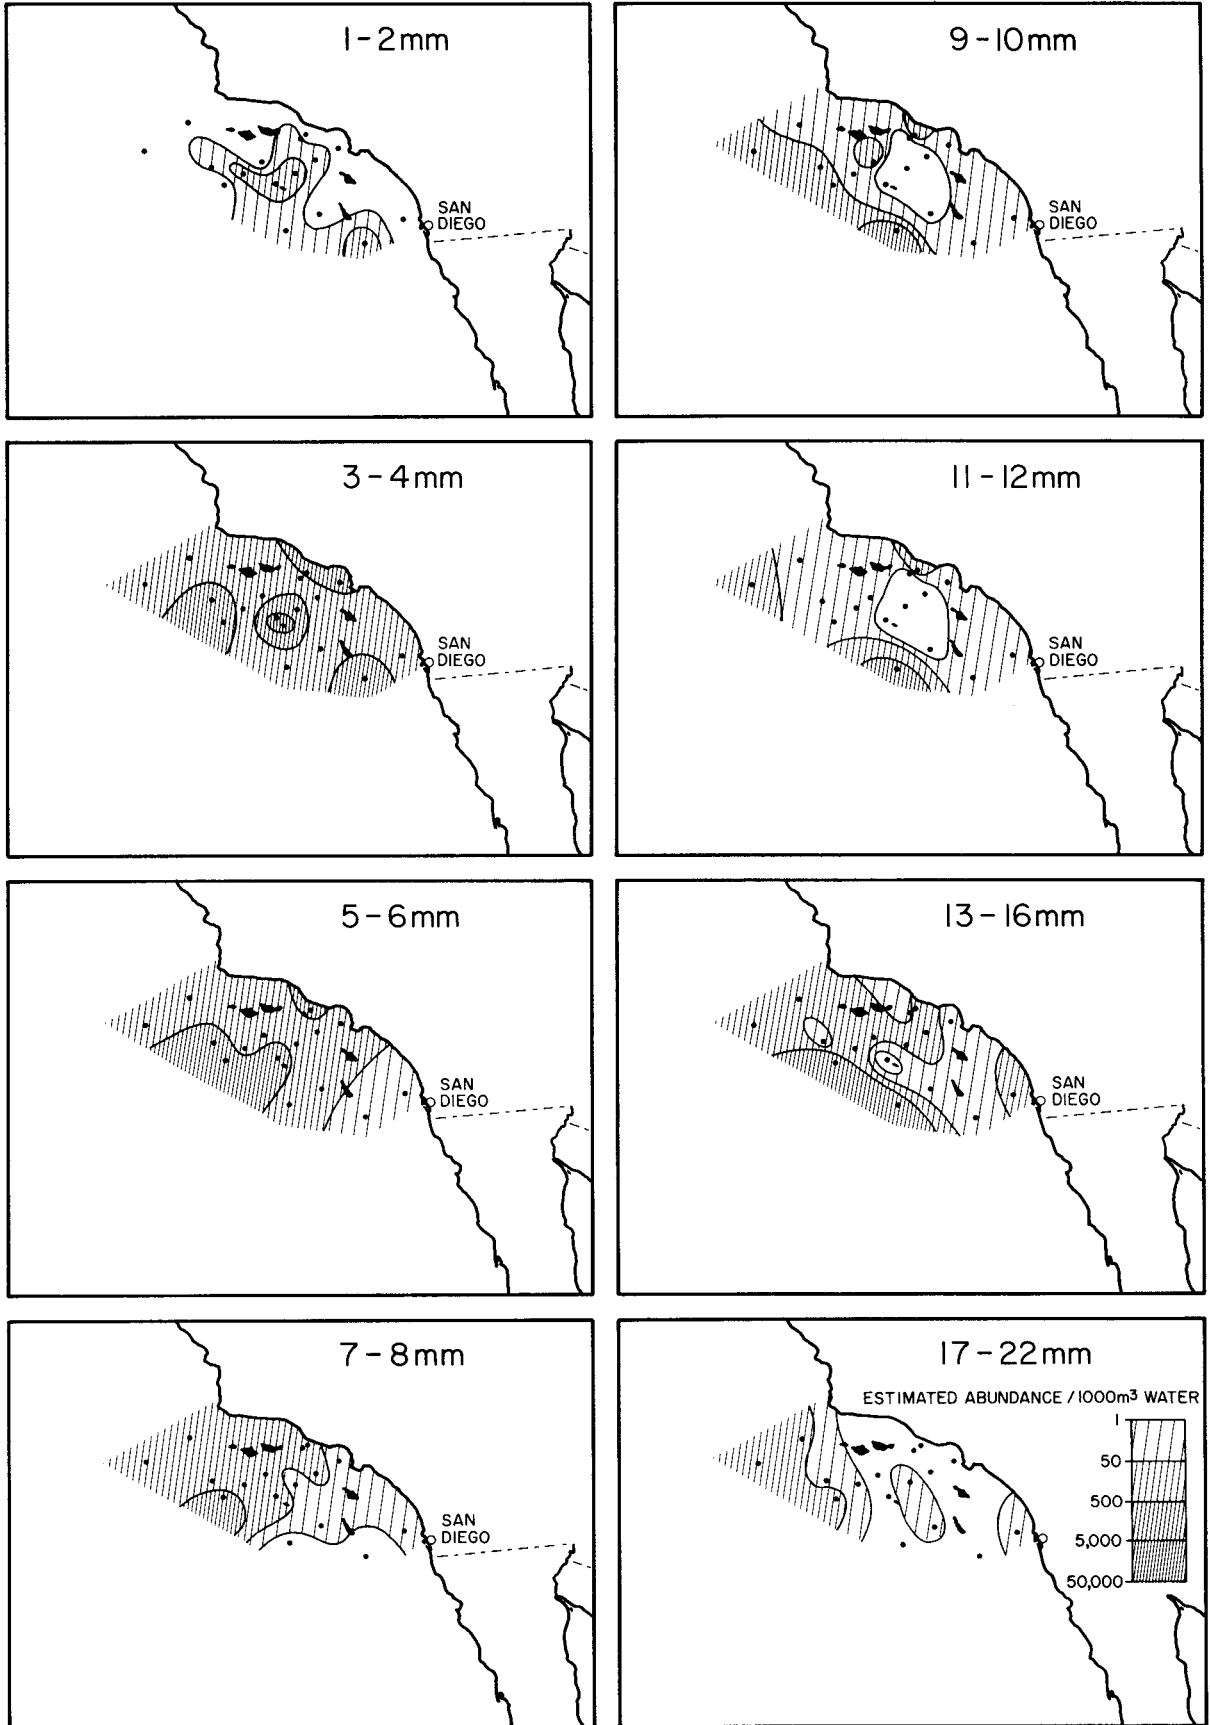 1-2mm
SAN
DIEGO
9-10mm
SAN
DIEGO
3-4mm
SAN
DIEGO
11-12mm
SAN
DIEGO
5-6mm
SAN
DIEGO
13-16mm
SAN
DIEGO
7-8mm
SAN
DIEGO
17-22mm
ESTIMATED ABUNDANCE / 1000m³ WATER
1
50
500
5,000
50,000